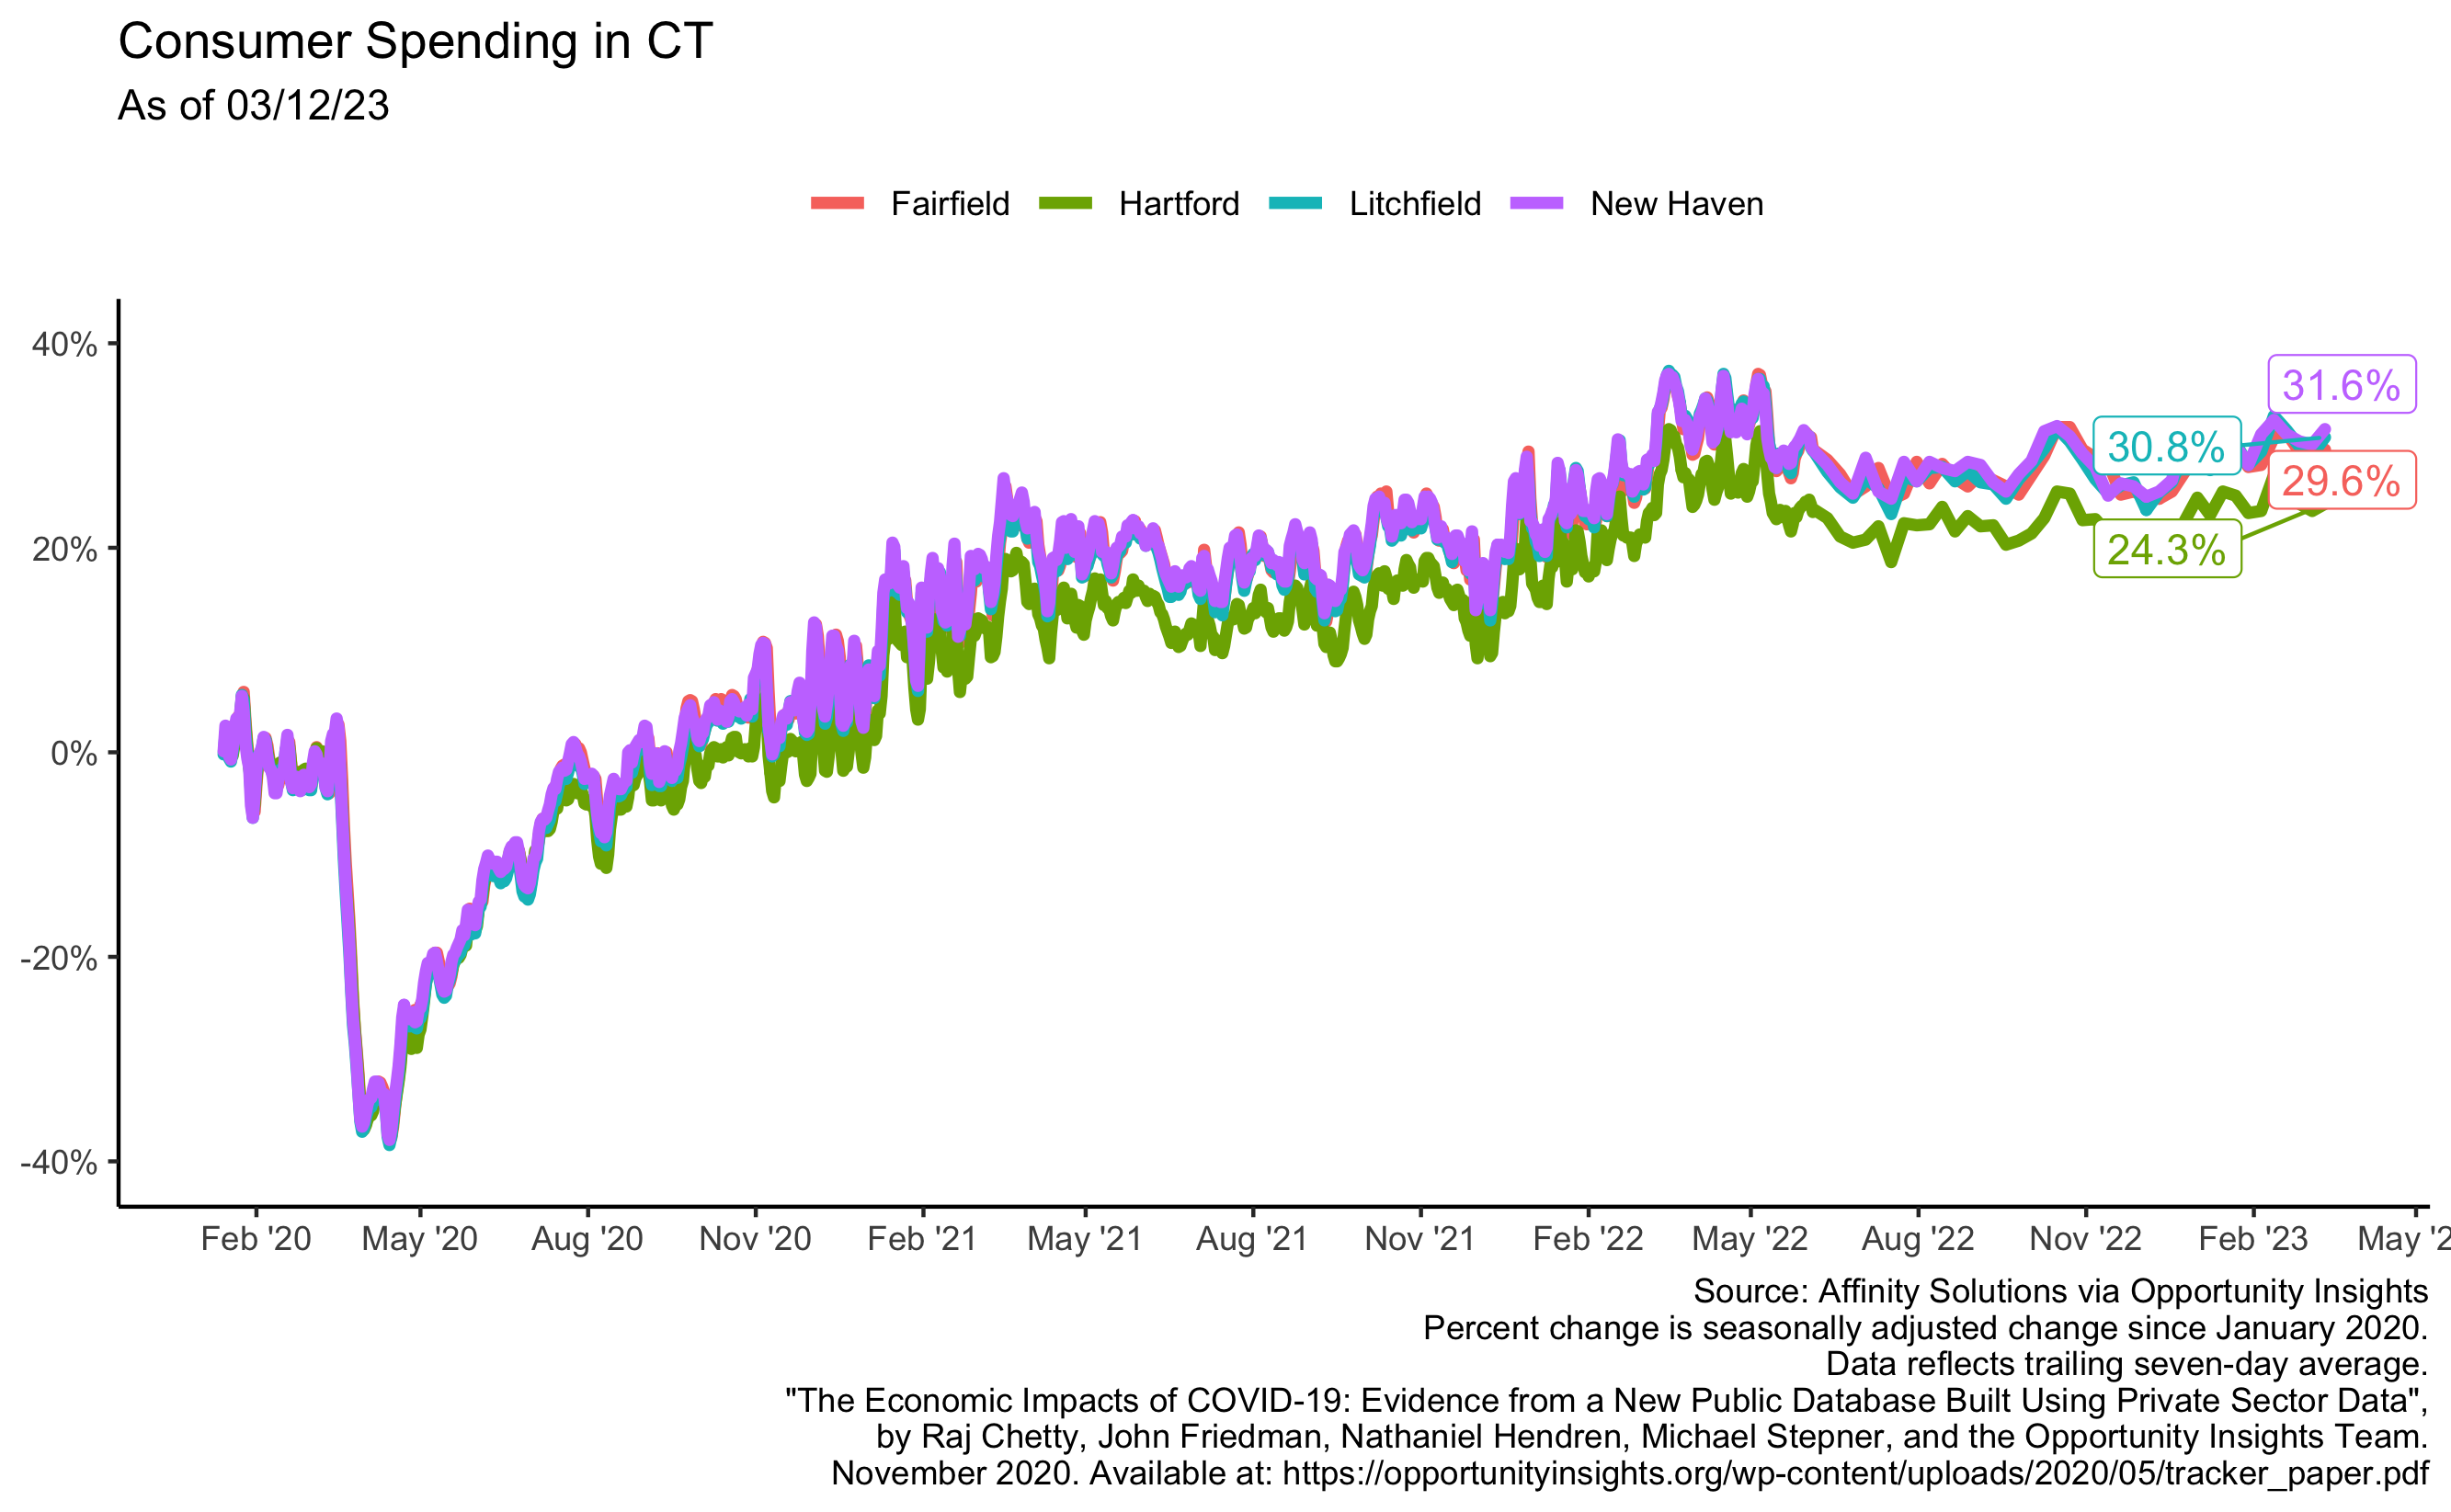 Consumer Spending in CT
As of 03/12/23
Fairfield Hartford Litchfield New Haven
40%
20%
0%
-20%
-40%
31.6%
30.8%
29.6%
24.3%
Feb '20 May '20 Aug '20 Nov '20 Feb '21 May '21 Aug '21 Nov '21 Feb '22 May '22 Aug '22 Nov '22 Feb '23 May '2
Source: Affinity Solutions via Opportunity Insights
Percent change is seasonally adjusted change since January 2020.
Data reflects trailing seven-day average.
"The Economic Impacts of COVID-19: Evidence from a New Public Database Built Using Private Sector Data",
by Raj Chetty, John Friedman, Nathaniel Hendren, Michael Stepner, and the Opportunity Insights Team.
November 2020. Available at: https://opportunityinsights.org/wp-content/uploads/2020/05/tracker_paper.pdf